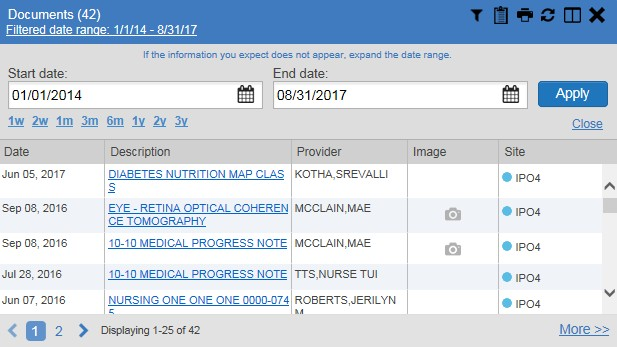 Documents (42)
Filtered date range: 1/1/14 - 8/31/17
If the information you expect does not appear, expand the date range.
Start date:
End date:
01/01/2014
08/31/2017
Apply
1w 2w 1m 3m 6m 1y 2y 3y
Close
Date Description Provider Image Site
Jun 05, 2017 DIABETES NUTRITION MAP CLAS KOTHA,SREVALLI IPO4
S
Sep 08, 2016 EYE - RETINA OPTICAL COHEREN MCCLAIN,MAE IPO4
CE TOMOGRAPHY
Sep 08, 2016 10-10 MEDICAL PROGRESS NOTE MCCLAIN,MAE IPO4
Jul 28, 2016 10-10 MEDICAL PROGRESS NOTE TTS,NURSE TUI IPO4
Jun 07, 2016 NURSING ONE ONE ONE 0000-074 ROBERTS,JERILYN IPO4
5 M
1 2 Displaying 1-25 of 42 More >>